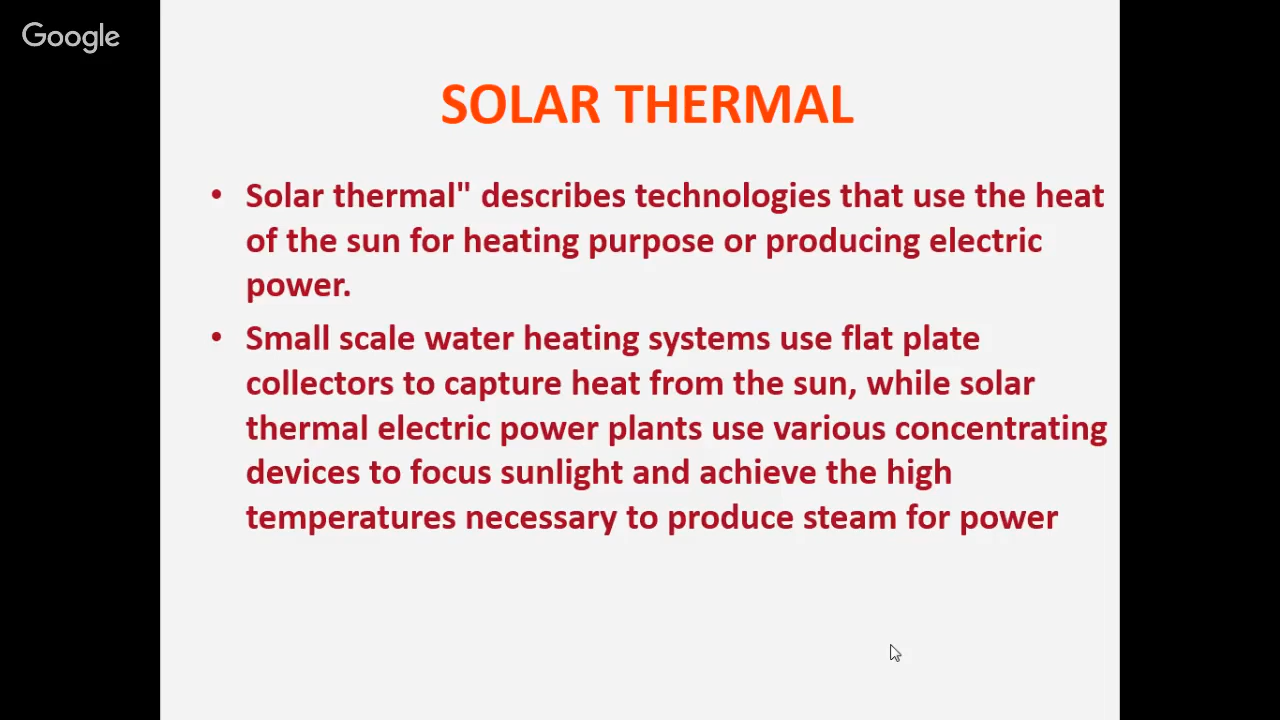 Google
SOLAR THERMAL
• Solar thermal" describes technologies that use the heat
of the sun for heating purpose or producing electric
power.
• Small scale water heating systems use flat plate
collectors to capture heat from the sun, while solar
thermal electric power plants use various concentrating
devices to focus sunlight and achieve the high
temperatures necessary to produce steam for power